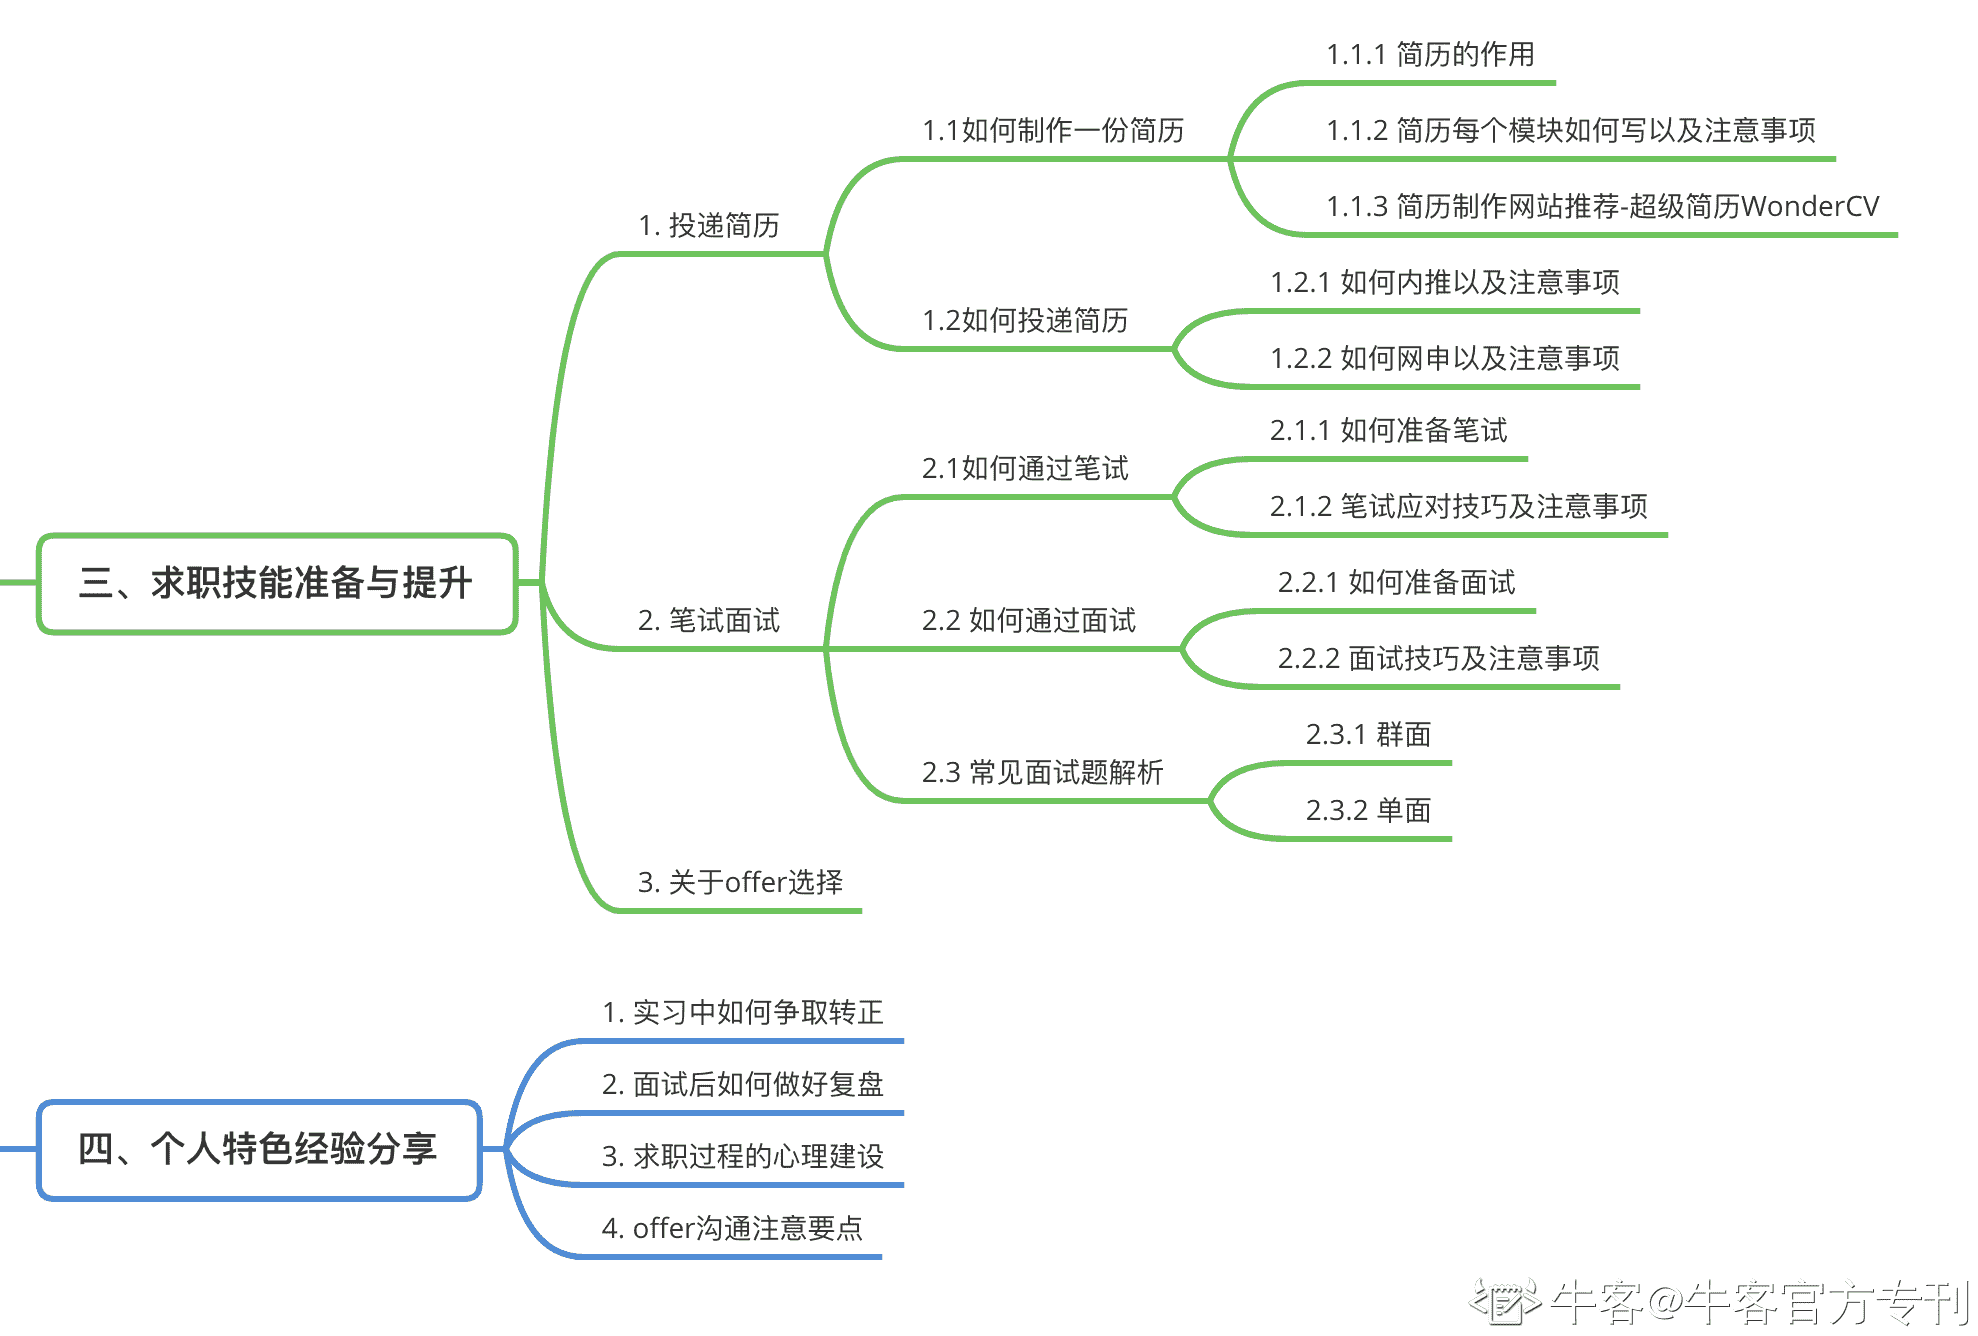 三、求职技能准备与提升
1. 投递简历
1.1如何制作一份简历
1.1.1 简历的作用
1.1.2 简历每个模块如何写以及注意事项
1.1.3 简历制作网站推荐-超级简历WonderCV
1.2如何投递简历
1.2.1 如何内推以及注意事项
1.2.2 如何网申以及注意事项
2. 笔试面试
2.1如何通过笔试
2.1.1 如何准备笔试
2.1.2 笔试应对技巧及注意事项
2.2 如何通过面试
2.2.1 如何准备面试
2.2.2 面试技巧及注意事项
2.3 常见面试题解析
2.3.1 群面
2.3.2 单面
3. 关于offer选择
四、个人特色经验分享
1. 实习中如何争取转正
2. 面试后如何做好复盘
3. 求职过程的心理建设
4. offer沟通注意要点
牛客@牛客官方专刊